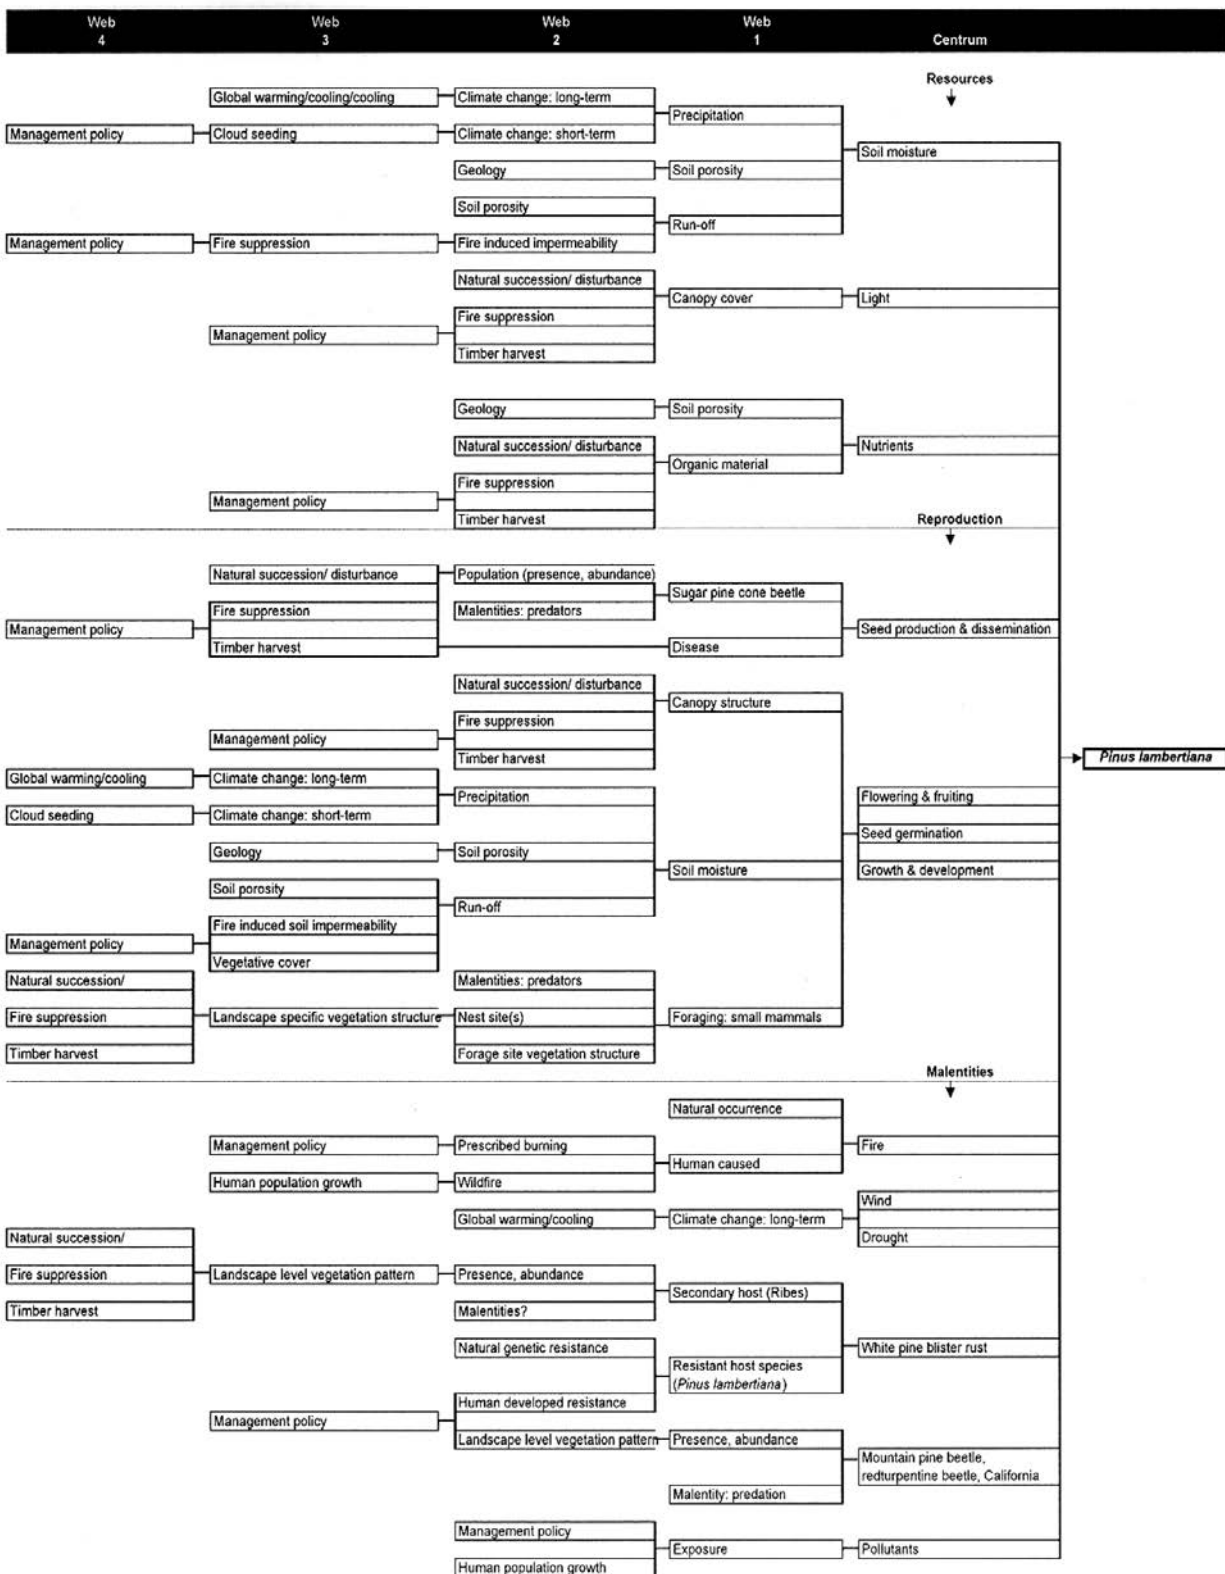 Web Web Web Web
4 3 2 1 Centrum
Resources
Global warming/cooling/cooling Climate change: long-term
Precipitation
Management policy Cloud seeding Climate change: short-term
Soil moisture
Geology Soil porosity
Soil porosity
Run-off
Management policy Fire suppression Fire induced impermeability
Natural succession/ disturbance
Canopy cover Light
Fire suppression
Management policy
Timber harvest
Geology Soil porosity
Natural succession/ disturbance Nutrients
Organic material
Fire suppression
Management policy
Timber harvest
Reproduction
Natural succession/ disturbance Population (presence, abundance)
Sugar pine cone beetle
Fire suppression Malentities: predators
Management policy Seed production & dissemination
Timber harvest Disease
Natural succession/ disturbance
Canopy structure
Fire suppression
Management policy
Timber harvest Pinus lambertiana
Global warming/cooling Climate change: long-term
Precipitation Flowering & fruiting
Cloud seeding Climate change: short-term
Seed germination
Geology Soil porosity
Soil moisture Growth & development
Soil porosity
Run-off
Fire induced soil impermeability
Management policy
Vegetative cover
Natural succession/ Malentities: predators
Fire suppression Landscape specific vegetation structure Nest site(s) Foraging: small mammals
Timber harvest Forage site vegetation structure
Malentities
Natural occurrence
Management policy Prescribed burning Fire
Human caused
Human population growth Wildfire
Wind
Global warming/cooling Climate change: long-term
Natural succession/ Drought
Fire suppression Landscape level vegetation pattern Presence, abundance
Secondary host (Ribes)
Timber harvest Malentities?
Natural genetic resistance White pine blister rust
Resistant host species
(Pinus lambertiana)
Human developed resistance
Management policy
Landscape level vegetation pattern Presence, abundance
Mountain pine beetle,
redturpentine beetle, California
Malentity: predation
Management policy
Exposure Pollutants
Human population growth